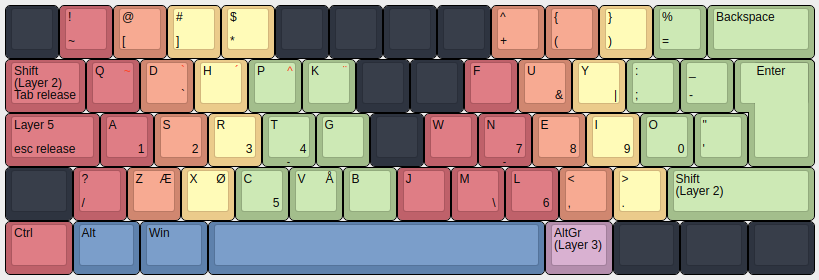 ! @ # $ ^ { } % Backspace
~ [ ] * + ( ) =
Shift
(Layer 2)
Tab release
Q ~ D ` H ´ P ^ K ¨ F U Y : _ Enter
` & | ; -
Layer 5 A S R T G W N E I O "
esc release 1 2 3 4 7 8 9 0 '
- -
? Z Æ X Ø C V Å B J M L < > Shift
(Layer 2)
/ 5 \ 6 , .
Ctrl Alt Win AltGr
(Layer 3)